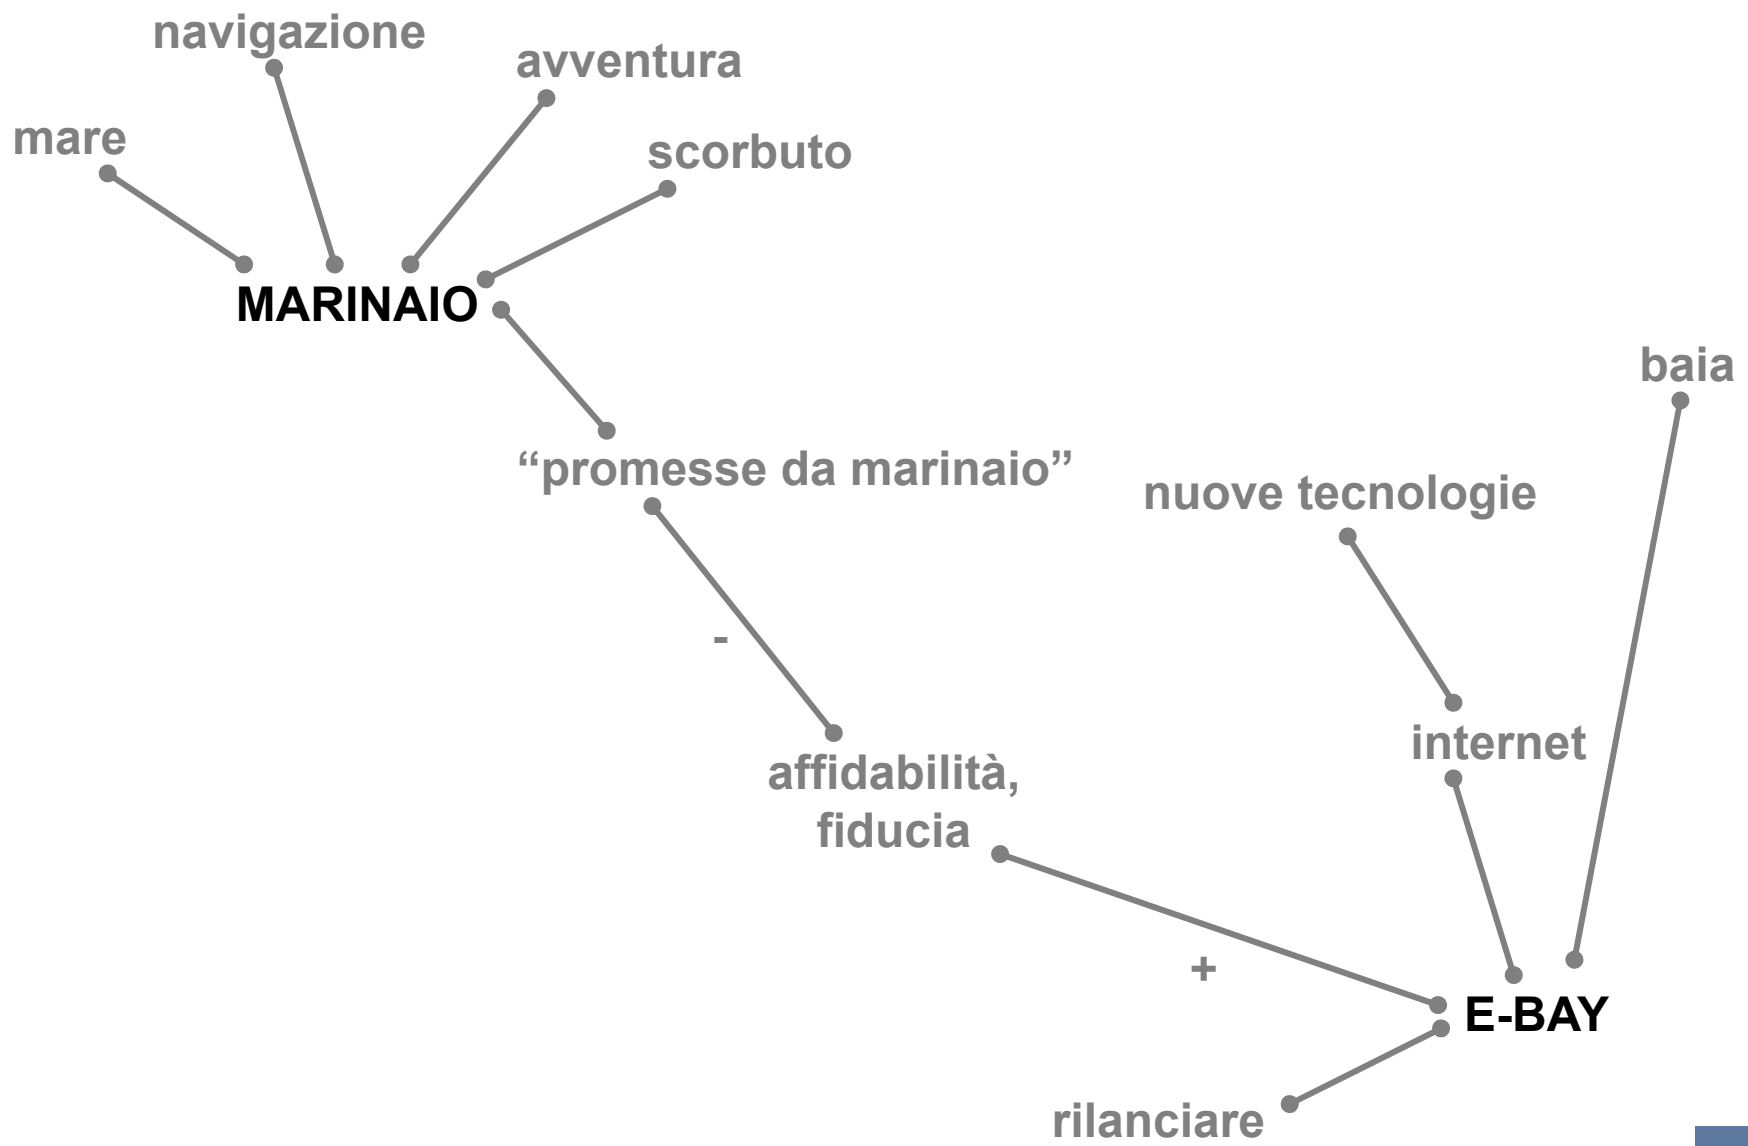 navigazione
avventura
mare
scorbuto
MARINAIO
baia
“promesse da marinaio”
nuove tecnologie
-
internet
affidabilità,
fiducia
+
E-BAY
rilanciare